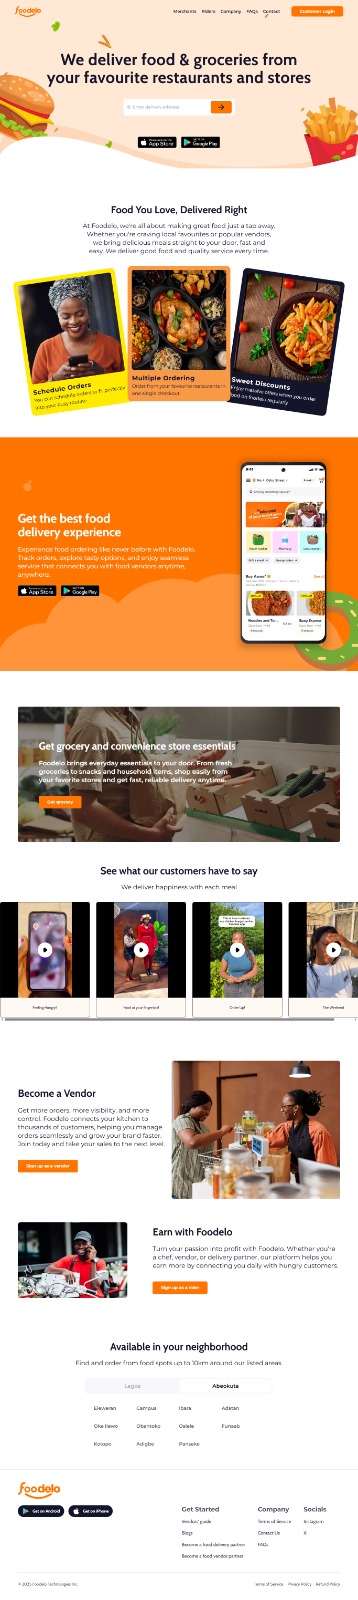 foodelo
Merchants Riders Company FAQs Contact Customer Login
We deliver food & groceries from
your favourite restaurants and stores
Enter delivery address
App Store Google Play
Food You Love, Delivered Right
At Foodelo, we're all about making great food just a tap away.
Whether you're craving local favourites or popular vendors,
we bring delicious meals straight to your door, fast and
easy. We deliver good food and quality service every time.
Schedule Orders
You can schedule orders to fit perfectly
into your busy routine
Multiple Ordering
Order from your favourite restaurants in
one single checkout
Sweet Discounts
Enjoy massive offers when you order
food on foodelo regularly
Get the best food
delivery experience
Experience food ordering like never before with Foodelo.
Track orders, explore tasty options, and enjoy seamless
service that connects you with food vendors anytime,
anywhere.
App Store Google Play
Noodles and
Get grocery and convenience store essentials
Foodelo brings everyday essentials to your door. From fresh
groceries to snacks and household items, shop easily from
your favorite stores and get fast, reliable delivery anytime.
Get grocery
See what our customers have to say
We deliver happiness with each meal
Feeling Hungry?
Food at your fingertips!
Order Up!
The Weekend
Become a Vendor
Get more orders, more visibility, and more
control. Foodelo connects your kitchen to
thousands of customers, helping you manage
orders seamlessly and grow your brand faster.
Join today and take your sales to the next level.
Sign up as a vendor
Earn with Foodelo
Turn your passion into profit with Foodelo. Whether you're
a chef, vendor, or delivery partner, our platform helps you
earn more by connecting you daily with hungry customers.
Sign up as a rider
Available in your neighborhood
Find and order from food spots up to 10km around our listed areas.
Lagos Abeokuta
Eleweran Campus Ibara Adatan
Oke Ilewo Obantoko Oalele Funaab
Kotopo Adigbe Panseke
foodelo
Get on Android Get on iPhone
Get Started Company Socials
Vendors' guide Terms of Service Instagram
Blogs Contact Us X
Become a food delivery partner FAQs
Become a food vendor partner
© 2025 Foodelo Technologies Inc. Terms of Service Privacy Policy Refund Policy